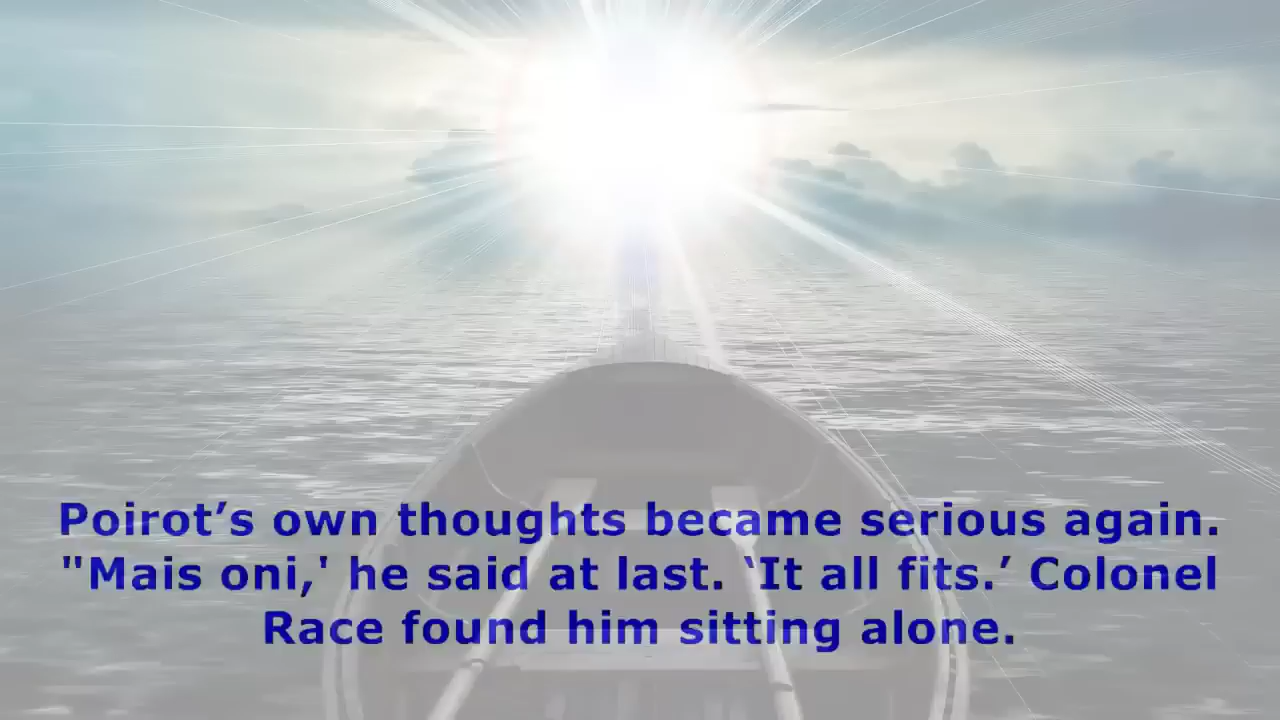 Poirot’s own thoughts became serious again.
"Mais oni,' he said at last. ‘It all fits.’ Colonel
Race found him sitting alone.